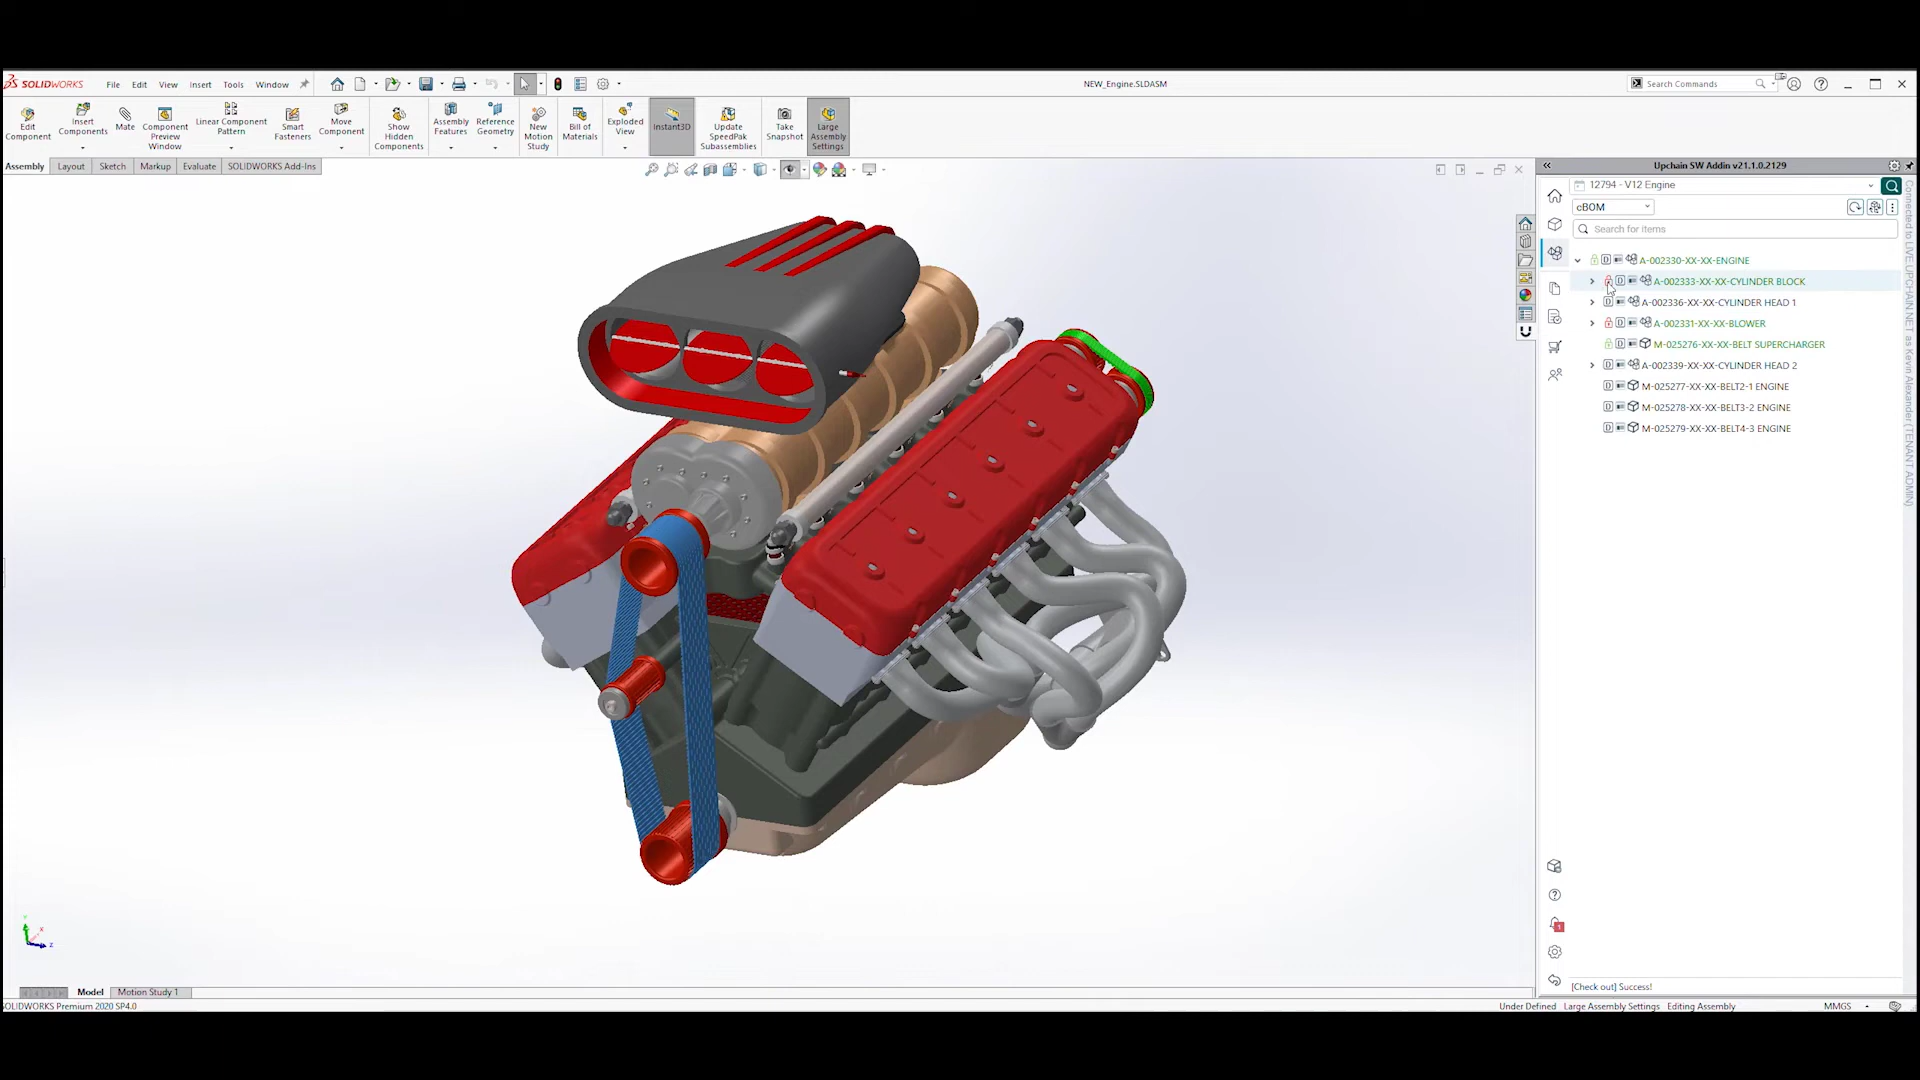 SOLIDWORKS File Edit View Insert Tools Window
NEW_Engine.SLDASM
Search Commands
Edit Component
Insert Components
Mate
Component Preview Window
Linear Component Pattern
Smart Fasteners
Move Component
Show Hidden Components
Assembly Features
Reference Geometry
New Motion Study
Bill of Materials
Exploded View
Instant3D
Update SpeedPak Subassemblies
Take Snapshot
Large Assembly Settings
Assembly Layout Sketch Markup Evaluate SOLIDWORKS Add-Ins
Upchain SW Addin v21.1.0.2129
12794 - V12 Engine
cBOM
Search for items
A-002330-XX-XX-ENGINE
A-002333-XX-XX-CYLINDER BLOCK
A-002336-XX-XX-CYLINDER HEAD 1
A-002331-XX-XX-BLOWER
M-025276-XX-XX-BELT SUPERCHARGER
A-002339-XX-XX-CYLINDER HEAD 2
M-025277-XX-XX-BELT2-1 ENGINE
M-025278-XX-XX-BELT3-2 ENGINE
M-025279-XX-XX-BELT4-3 ENGINE
Connected to LIVE.UPCHAIN.NET as Kevin Alexander (TENANT ADMIN)
1
[Check out] Success!
Model Motion Study 1
SOLIDWORKS Premium 2020 SP4.0
Under Defined Large Assembly Settings Editing Assembly MMGS